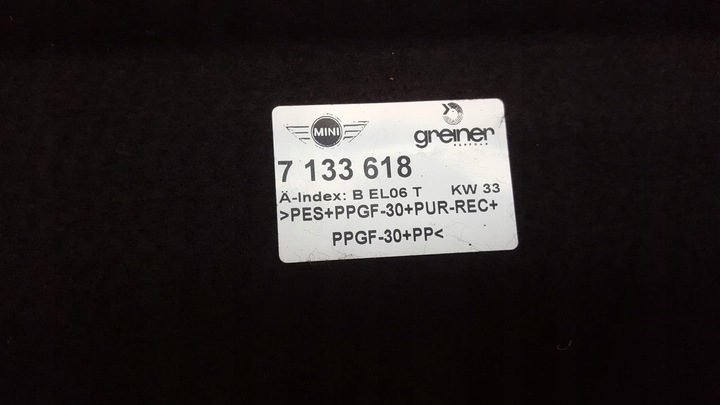 MINI
greiner
7 133 618
Ä-Index: B EL06 T KW 33
>PES+PPGF-30+PUR-REC+
PPGF-30+PP<